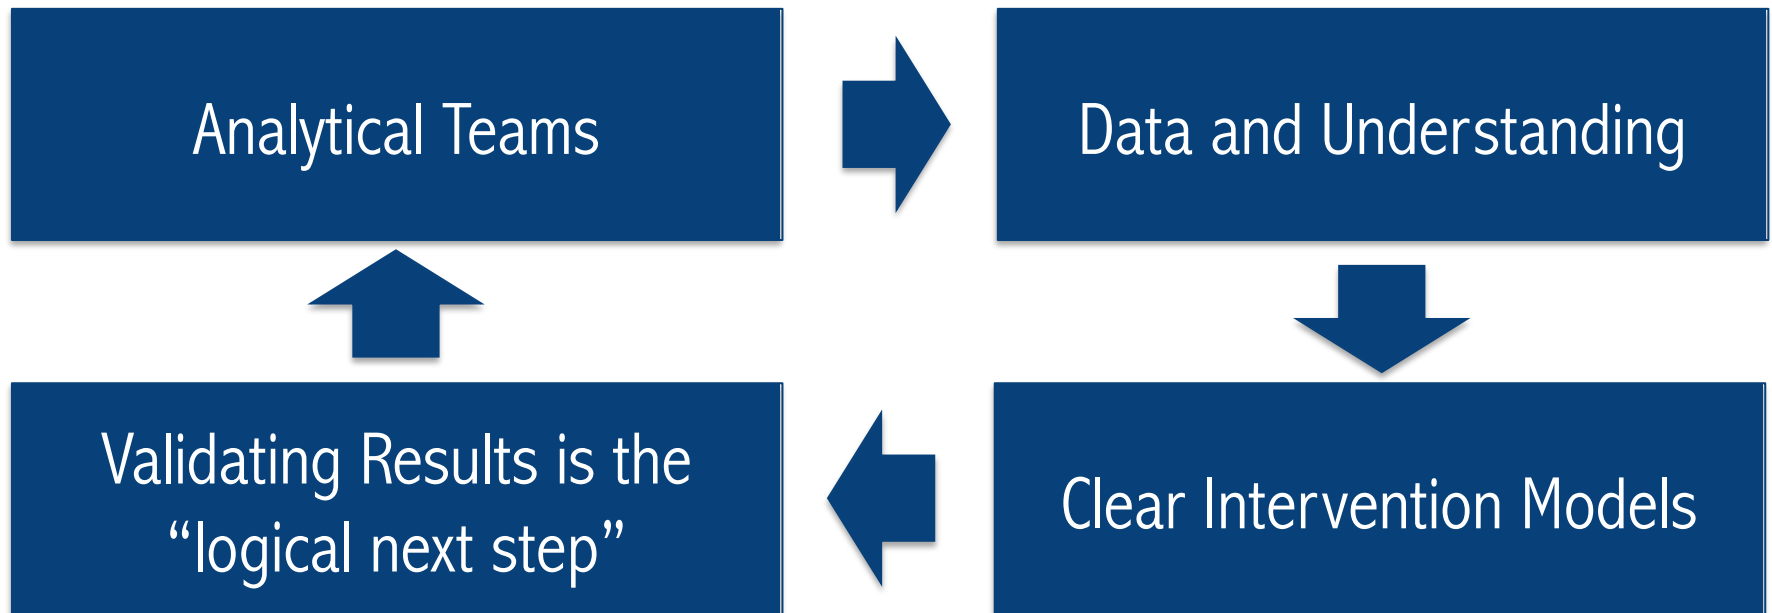 Analytical Teams
Data and Understanding
Validating Results is the
“logical next step”
Clear Intervention Models